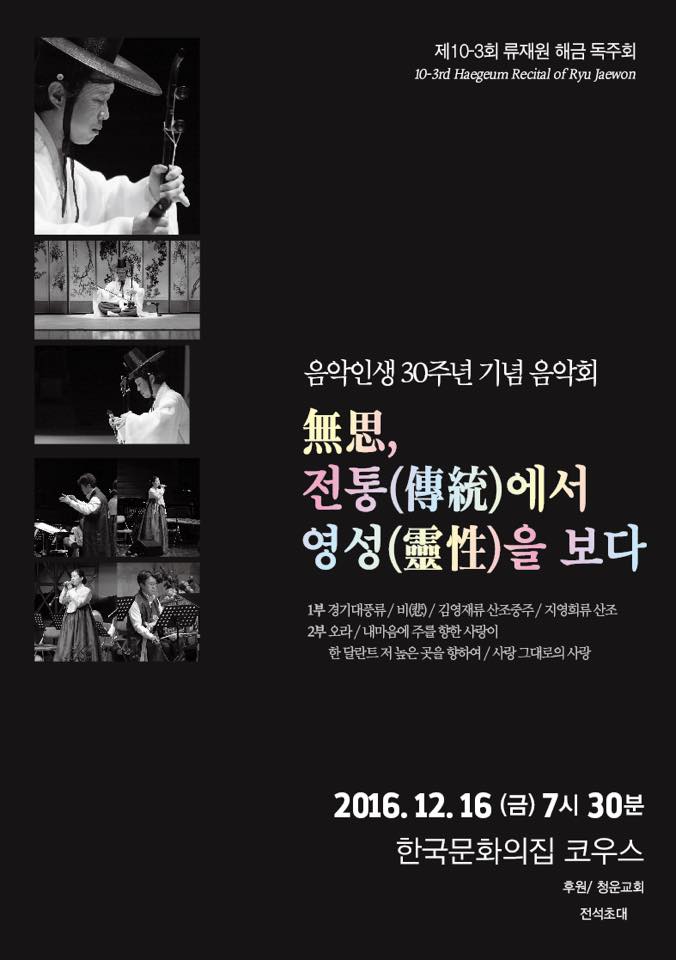 제10-3회 류재원 해금 독주회
10-3rd Haegeum Recital of Ryu Jaewon
음악인생 30주년 기념 음악회
無思,
전통(傳統)에서
영성(靈性)을 보다
1부 경기대풍류 / 비(悲) / 김영재류 산조중주 / 지영희류 산조
2부 오라 / 내마음에 주를 향한 사랑이
한 달란트 저 높은 곳을 향하여 / 사랑 그대로의 사랑
2016. 12. 16 (금) 7시 30분
한국문화의집 코우스
후원/ 청운교회
전석초대